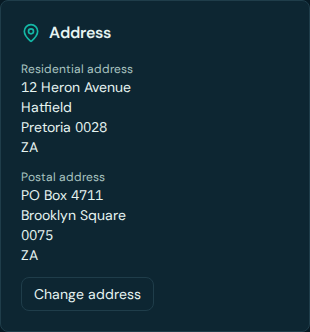 Address
Residential address
12 Heron Avenue
Hatfield
Pretoria 0028
ZA
Postal address
PO Box 4711
Brooklyn Square
0075
ZA
Change address